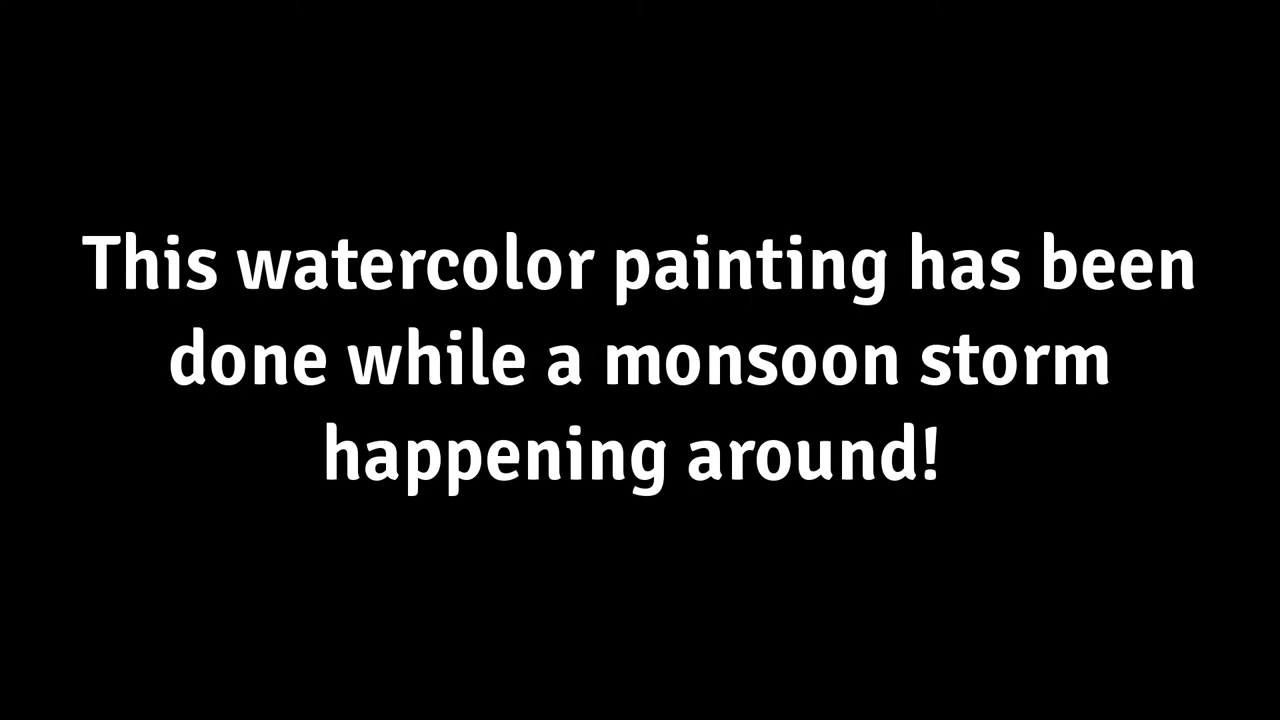 This watercolor painting has been
done while a monsoon storm
happening around!